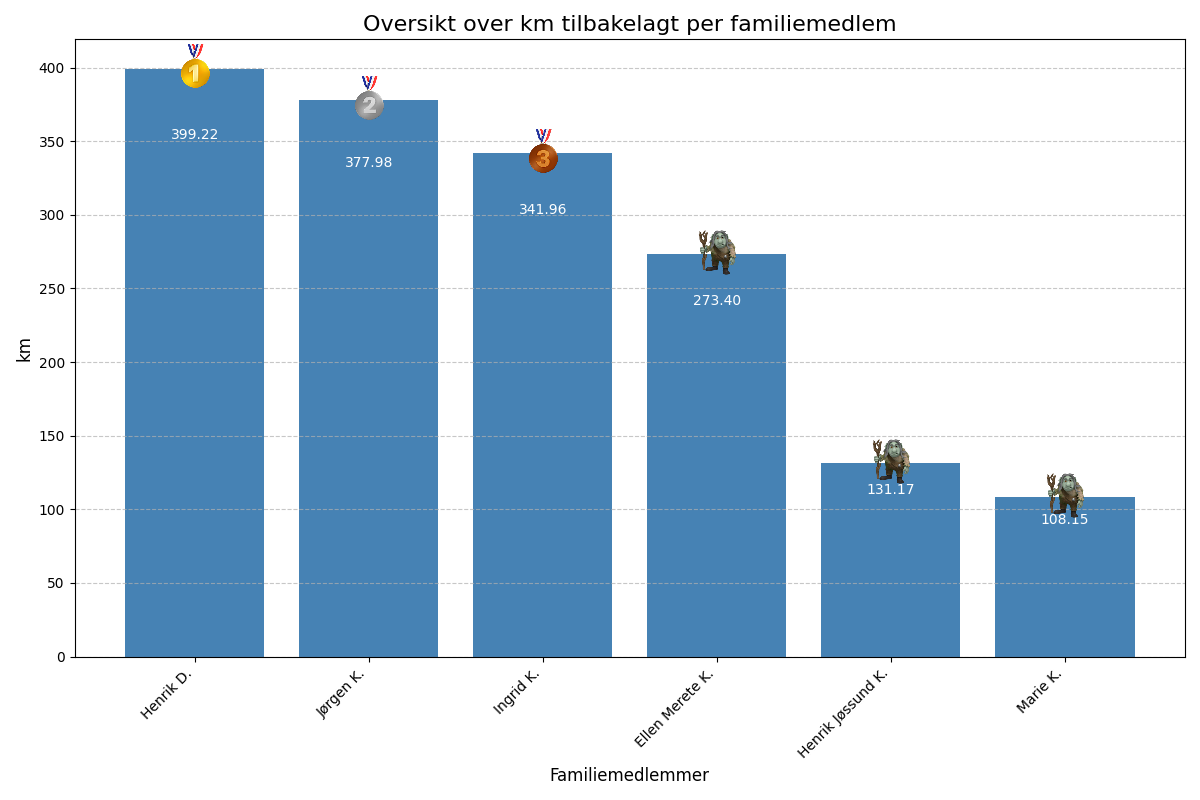 Oversikt over km tilbakelagt per familiemedlem
km
400
350
300
250
200
150
100
50
0
1
2
3
399.22
377.98
341.96
273.40
131.17
108.15
Henrik D.
Jørgen K.
Ingrid K.
Ellen Merete K.
Henrik Jøssund K.
Marie K.
Familiemedlemmer